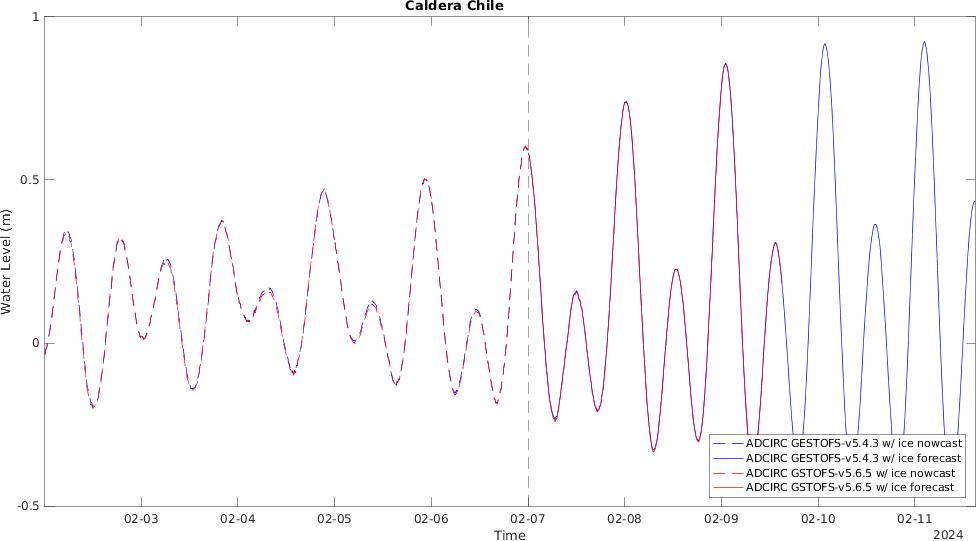 Caldera Chile
1
0.5
0
-0.5
Water Level (m)
ADCIRC GESTOFS-v5.4.3 w/ ice nowcast
ADCIRC GESTOFS-v5.4.3 w/ ice forecast
ADCIRC GSTOFS-v5.6.5 w/ ice nowcast
ADCIRC GSTOFS-v5.6.5 w/ ice forecast
02-03 02-04 02-05 02-06 02-07 02-08 02-09 02-10 02-11
Time
2024